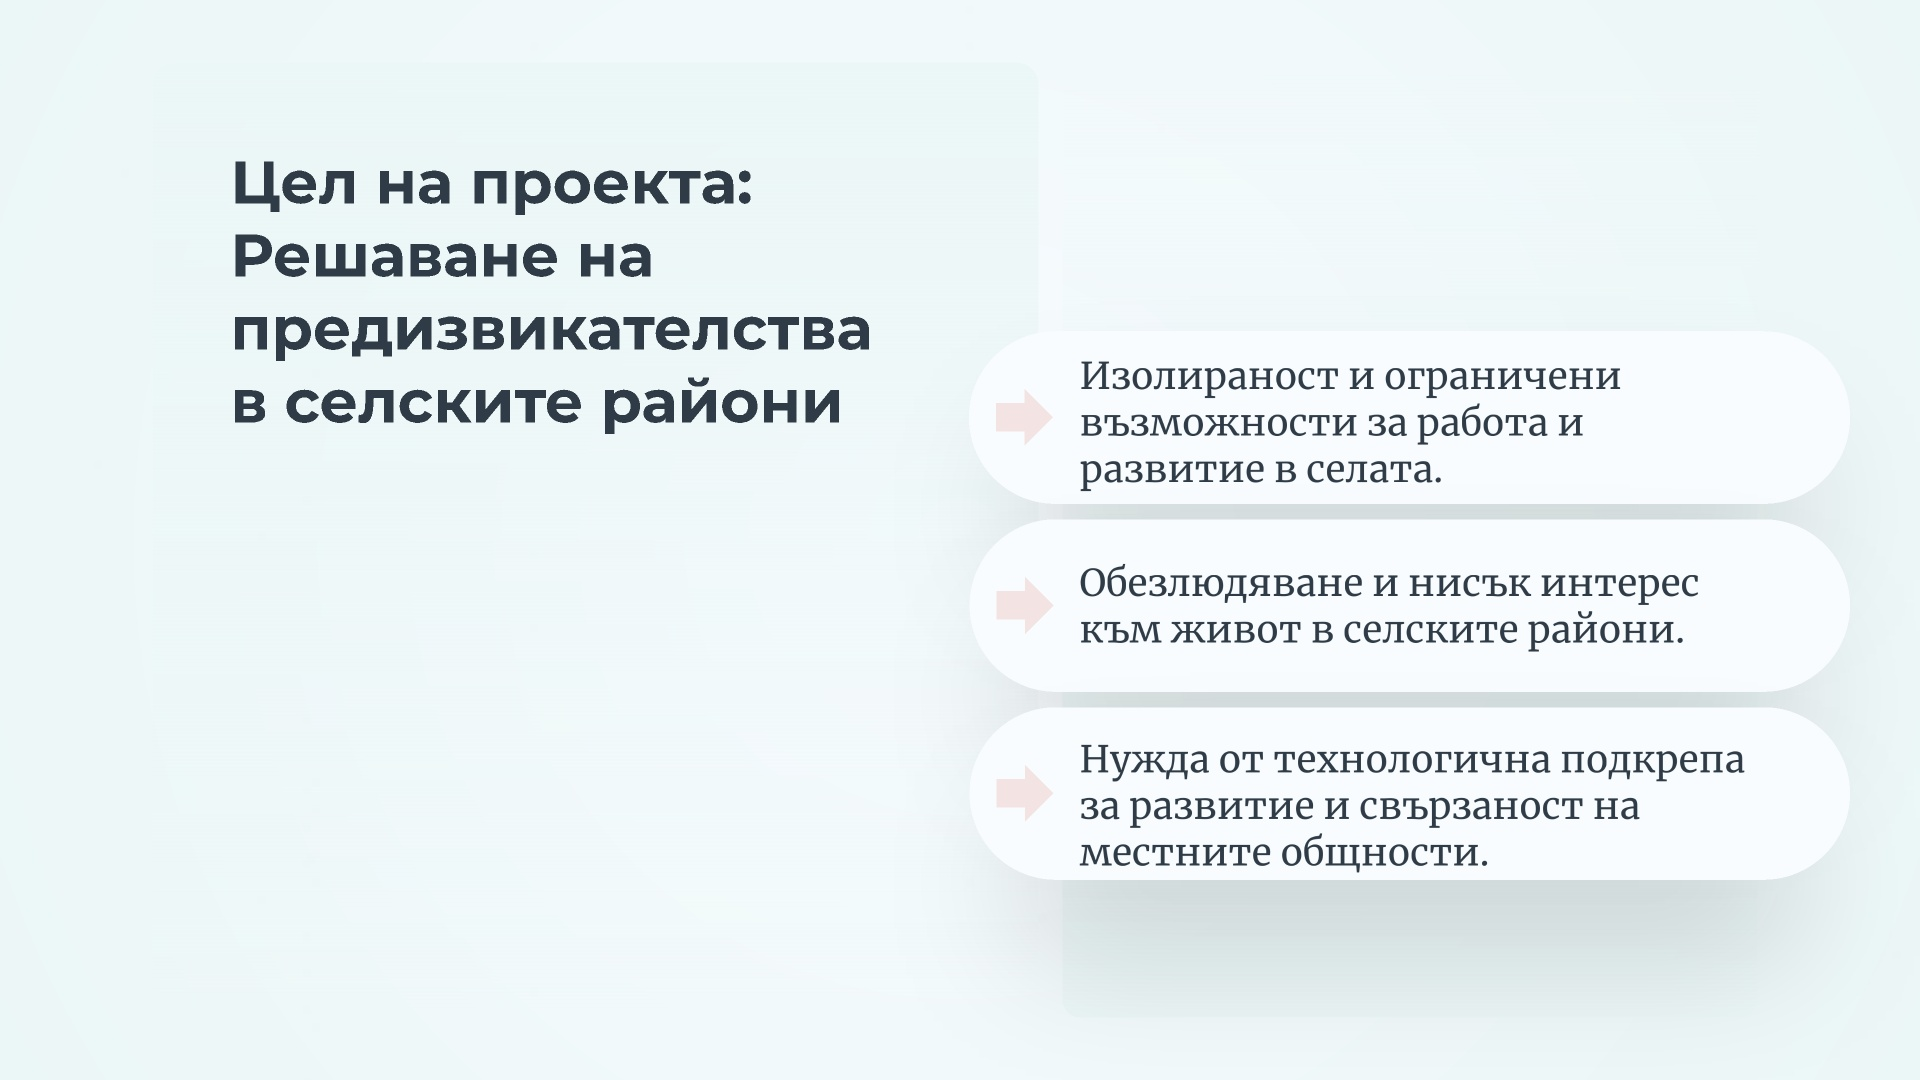 Цел на проекта:
Решаване на
предизвикателства
в селските райони
Изолираност и ограничени
възможности за работа и
развитие в селата.
Обезлюдяване и нисък интерес
към живот в селските райони.
Нужда от технологична подкрепа
за развитие и свързаност на
местните общности.